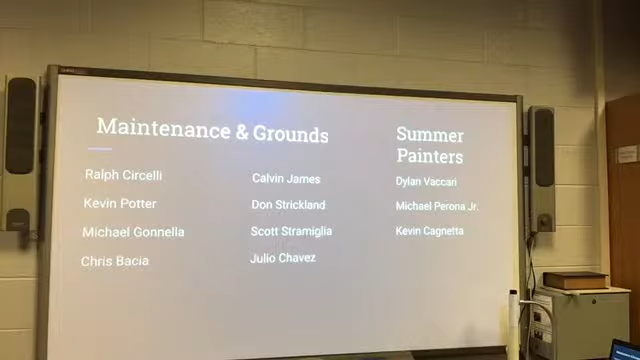 Maintenance & Grounds
Ralph Circelli
Kevin Potter
Michael Gonnella
Chris Bacia
Calvin James
Don Strickland
Scott Stramiglia
Julio Chavez
Summer
Painters
Dylan Vaccari
Michael Perona Jr.
Kevin Cagnetta